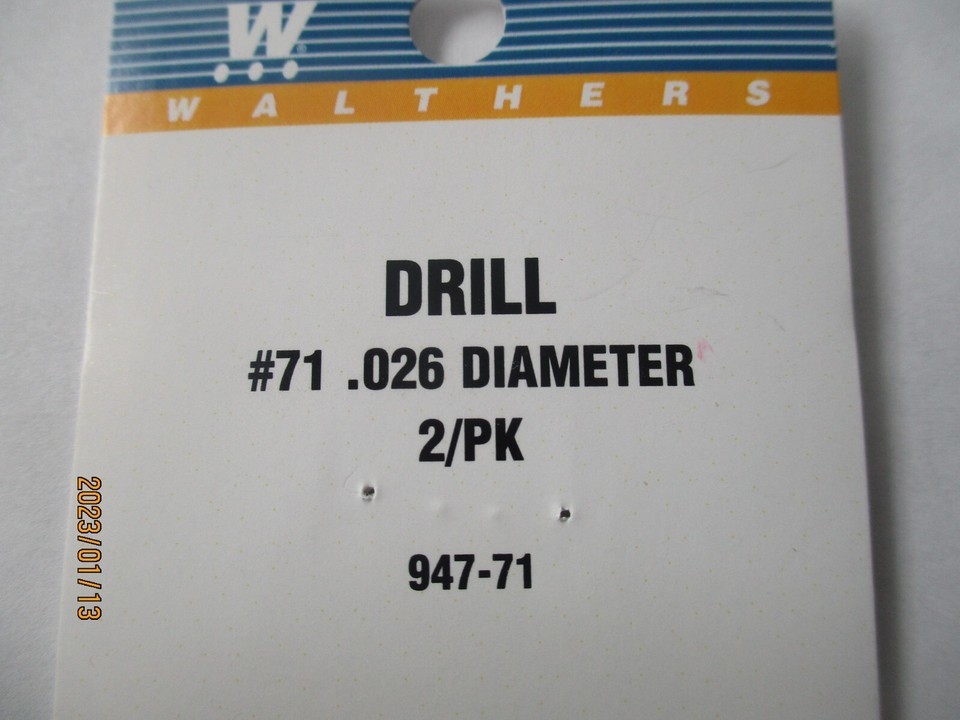 W
WALTHERS
DRILL
#71 .026 DIAMETER
2/PK
947-71
2023/01/13